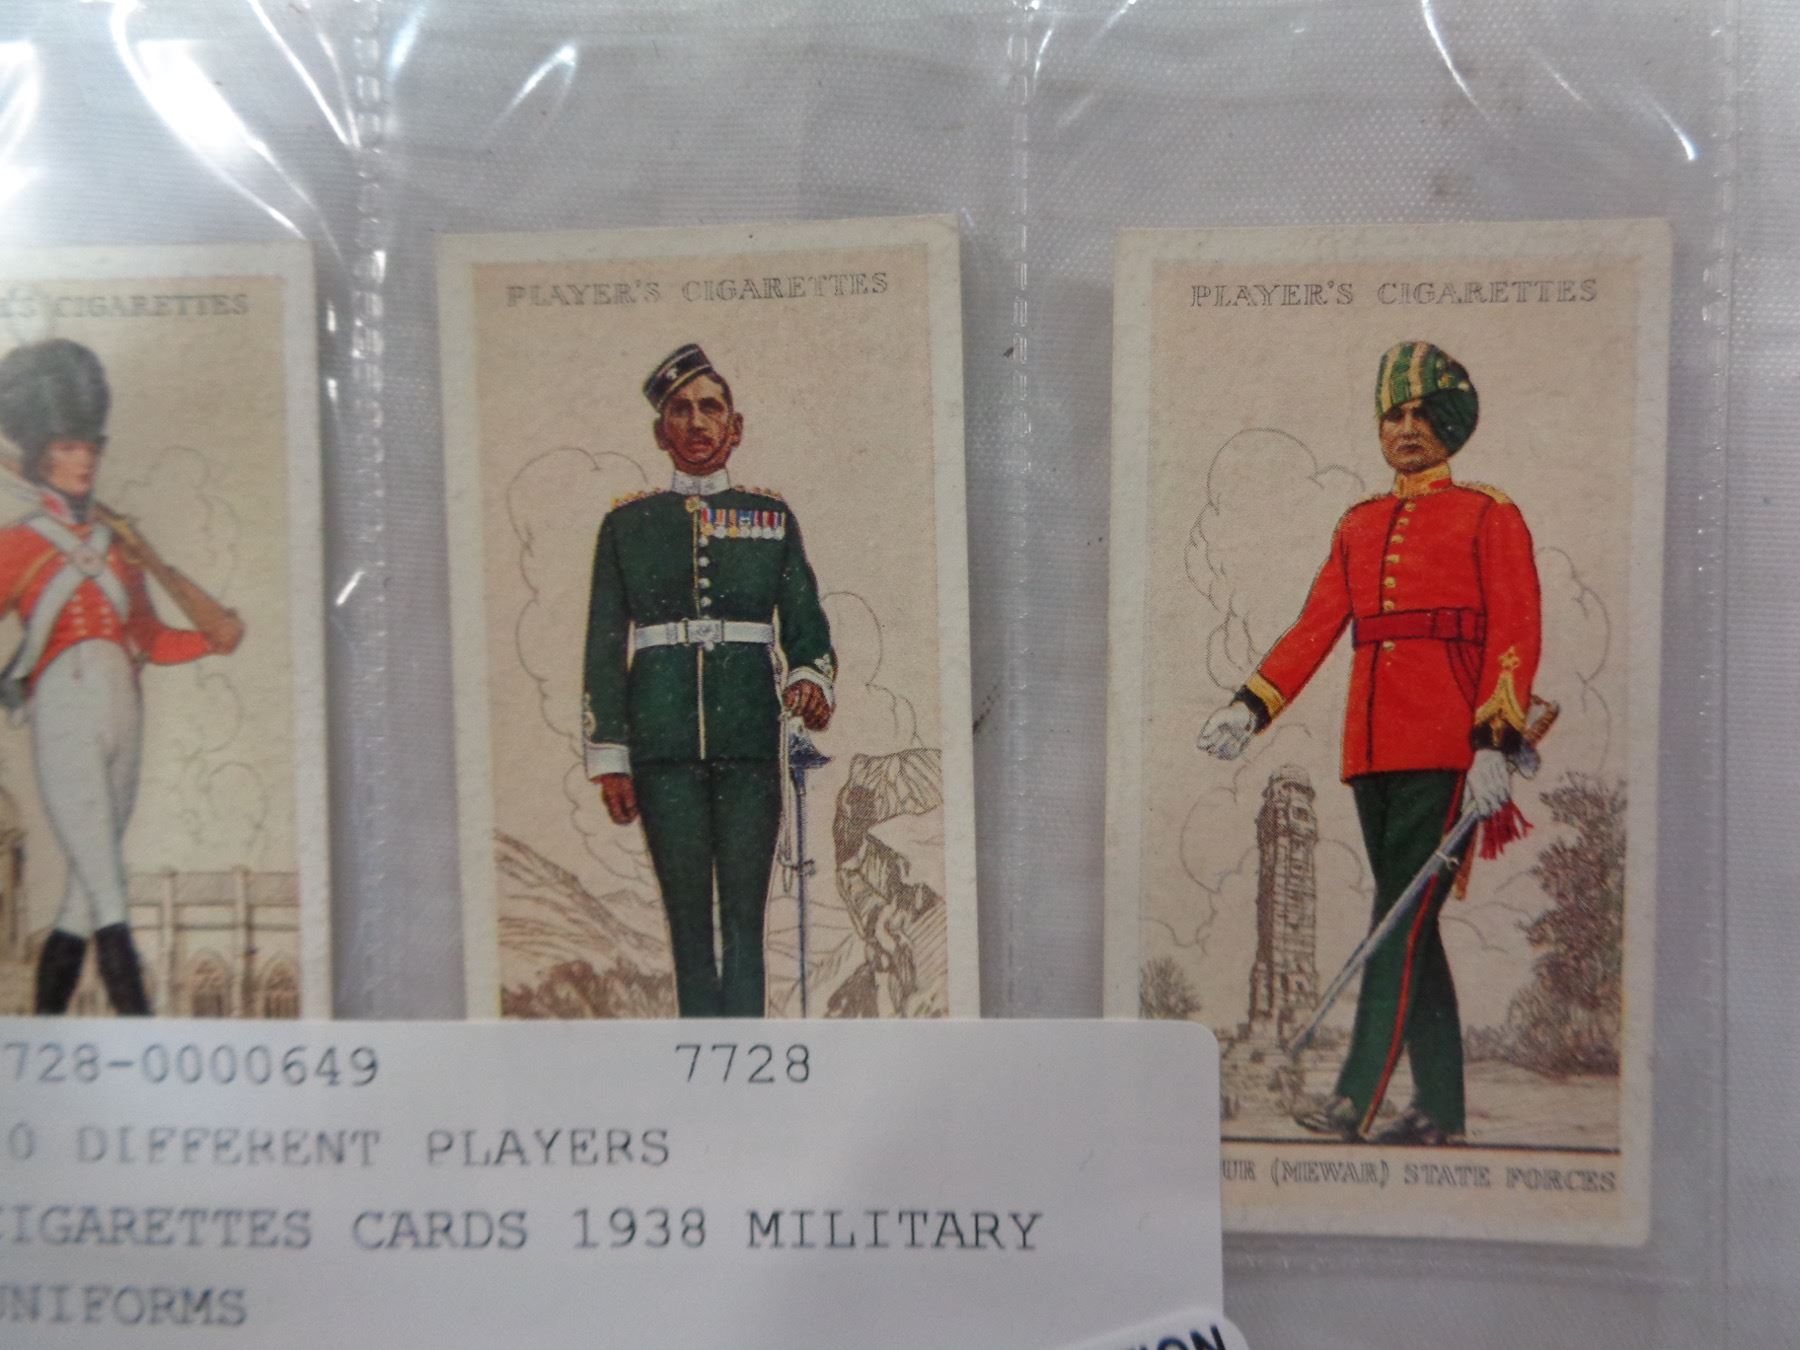 CIGARETTES
PLAYER'S CIGARETTES
PLAYER'S CIGARETTES
(MEWAR) STATE FORCES
728-0000649 7728
0 DIFFERENT PLAYERS
CIGARETTES CARDS 1938 MILITARY
UNIFORMS